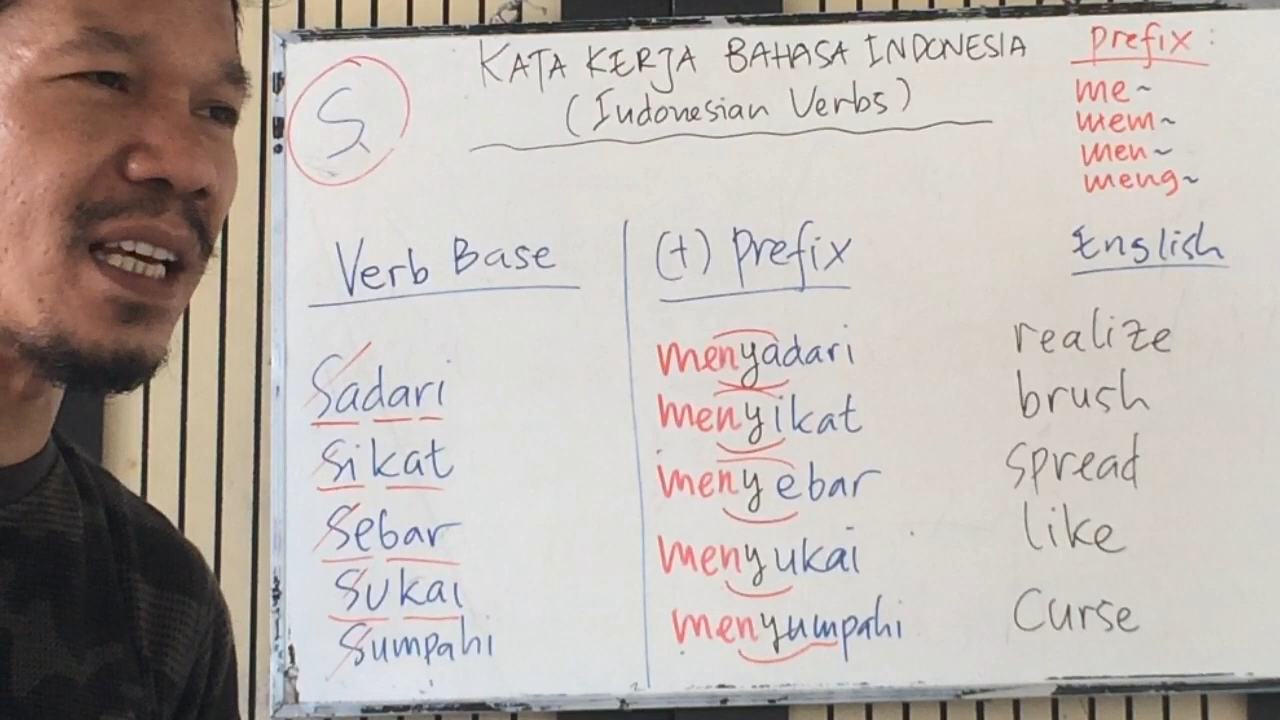 S
KATA KERJA BAHASA INDONESIA
(Indonesian Verbs)
prefix :
me~
mem~
men~
meng~
Verb Base (+) prefix English
Sadari menyadari realize
Sikat menyikat brush
Sebar menyebar spread
Sukai menyukai like
Sumpahi menyumpahi Curse